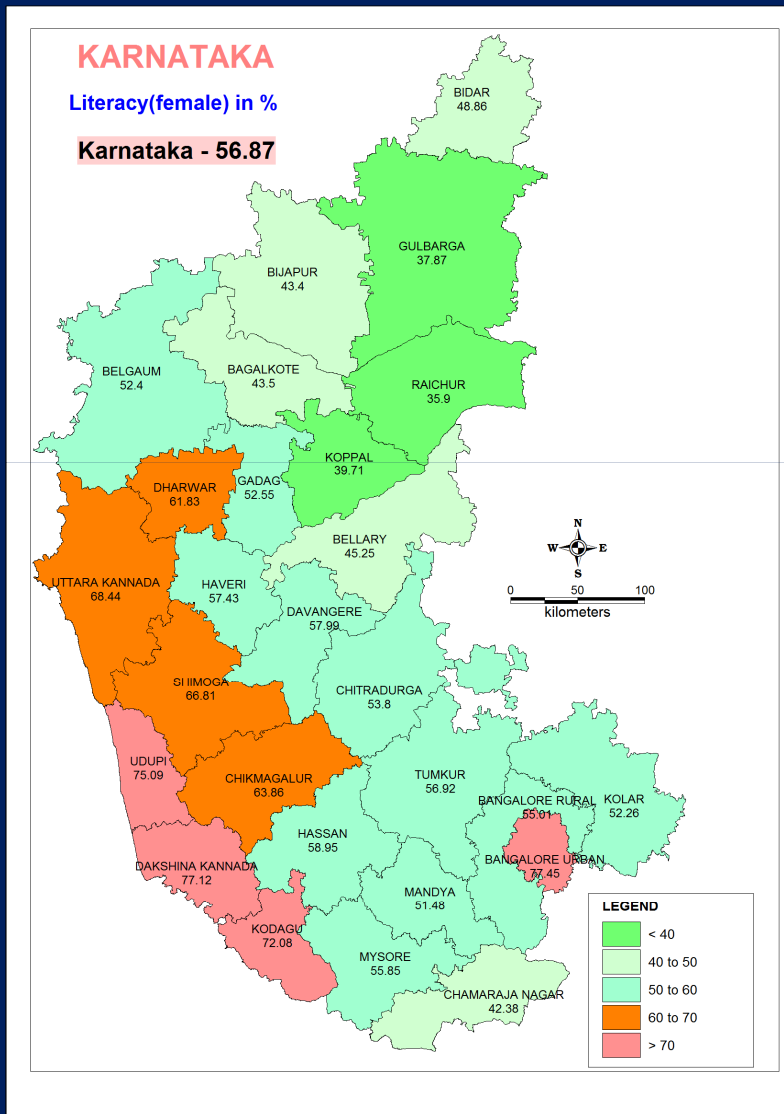 KARNATAKA
Literacy(female) in %
Karnataka - 56.87
BIDAR
48.86
GULBARGA
37.87
BIJAPUR
43.4
BELGAUM
52.4
BAGALKOTE
43.5
RAICHUR
35.9
KOPPAL
39.71
DHARWAR
61.83
GADAG
52.55
BELLARY
45.25
N
W E
S
UTTARA KANNADA
68.44
HAVERI
57.43
0 50 100
kilometers
DAVANGERE
57.99
SHIMOGA
66.81
CHITRADURGA
53.8
UDUPI
75.09
CHIKMAGALUR
63.86
TUMKUR
56.92
BANGALORE RURAL
55.01
KOLAR
52.26
HASSAN
58.95
DAKSHINA KANNADA
77.12
BANGALORE URBAN
77.45
MANDYA
51.48
KODAGU
72.08
MYSORE
55.85
CHAMARAJA NAGAR
42.38
LEGEND
< 40
40 to 50
50 to 60
60 to 70
> 70